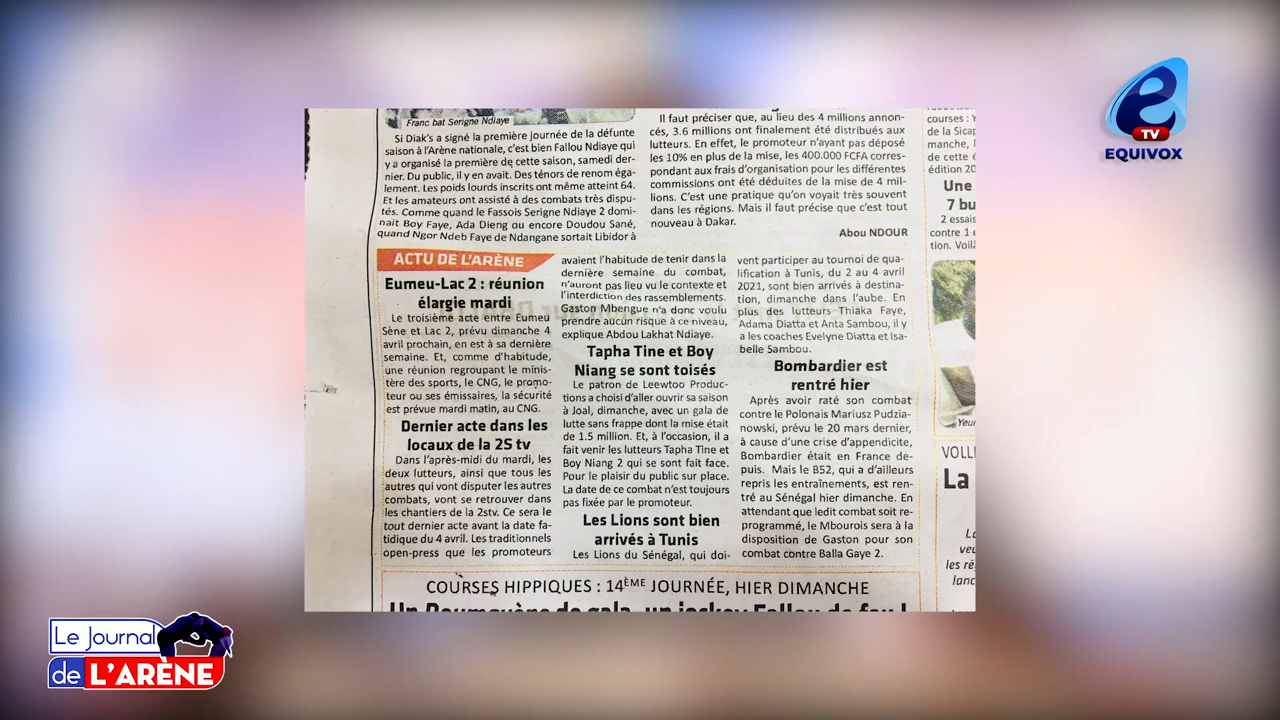 Franc bat Serigne Ndiaye
Si Diak's a signé la première journée de la défunte
saison à l'Arène nationale, c'est bien Fallou Ndiaye qui
y a organisé la première de cette saison, samedi der-
nier. Du public, il y en avait. Des ténors de renom éga-
lement. Les poids lourds inscrits ont même atteint 64.
Et les amateurs ont assisté à des combats très dispu-
tés. Comme quand le Fassois Serigne Ndiaye 2 domi-
nait Boy Faye, Ada Dieng ou encore Doudou Sané,
quand Ngor Ndeb Faye de Ndangane sortait Libidor à
Il faut préciser que, au lieu des 4 millions annon-
cés, 3.6 millions ont finalement été distribués aux
lutteurs. En effet, le promoteur n'ayant pas déposé
les 10% en plus de la mise, les 400.000 FCFA corres-
pondant aux frais d'organisation pour les différentes
commissions ont été déduites de la mise de 4 mil-
lions. C'est une pratique qu'on voyait très souvent
dans les régions. Mais il faut précise que c'est tout
nouveau à Dakar.
Abou NDOUR
ACTU DE L'ARÈNE
Eumeu-Lac 2 : réunion
élargie mardi
Le troisième acte entre Eumeu
Sène et Lac 2, prévu dimanche 4
avril prochain, en est à sa dernière
semaine. Et, comme d'habitude,
une réunion regroupant le minis-
tère des sports, le CNG, le promo-
teur ou ses émissaires, la sécurité
est prévue mardi matin, au CNG.
Dernier acte dans les
locaux de la 2S tv
Dans l'après-midi du mardi, les
deux lutteurs, ainsi que tous les
autres qui vont disputer les autres
combats, vont se retrouver dans
les chantiers de la 2stv. Ce sera le
tout dernier acte avant la date fa-
tidique du 4 avril. Les traditionnels
open-press que les promoteurs
avaient l'habitude de tenir dans la
dernière semaine du combat,
n'auront pas lieu vu le contexte et
l'interdiction des rassemblements.
Gaston Mbengue n'a donc voulu
prendre aucun risque à ce niveau,
explique Abdou Lakhat Ndiaye.
Tapha Tine et Boy
Niang se sont toisés
Le patron de Leewtoo Produc-
tions a choisi d'aller ouvrir sa saison
à Joal, dimanche, avec un gala de
lutte sans frappe dont la mise était
de 1.5 million. Et, à l'occasion, il a
fait venir les lutteurs Tapha Tine et
Boy Niang 2 qui se sont fait face.
Pour le plaisir du public sur place.
La date de ce combat n'est toujours
pas fixée par le promoteur.
Les Lions sont bien
arrivés à Tunis
Les Lions du Sénégal, qui doi-
vent participer au tournoi de qua-
lification à Tunis, du 2 au 4 avril
2021, sont bien arrivés à destina-
tion, dimanche dans l'aube. En
plus des lutteurs Thiaka Faye,
Adama Diatta et Anta Sambou, il y
a les coaches Evelyne Diatta et Isa-
belle Sambou.
Bombardier est
rentré hier
Après avoir raté son combat
contre le Polonais Mariusz Pudzia-
nowski, prévu le 20 mars dernier,
à cause d'une crise d'appendicite,
Bombardier était en France de-
puis. Mais le B52, qui a d'ailleurs
repris les entraînements, est ren-
tré au Sénégal hier dimanche. En
attendant que ledit combat soit re-
programmé, le Mbourois sera à la
disposition de Gaston pour son
combat contre Balla Gaye 2.
COURSES HIPPIQUES : 14ÈME JOURNÉE, HIER DIMANCHE
courses :
de la Sica
manche,
de cette
édition 20
Une
7 bu
2 essais
contre 1
tion. Voilà
Yeu
VOLL
La
veu
les ré
lanc
e
TV
EQUIVOX
Le Journal
de L'ARÈNE